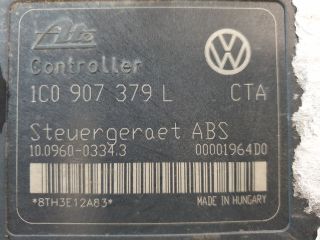 Ate
Controller
1C0 907 379 L CTA
Steuergeraet ABS
10.0960-0334.3 00001964D0
*8TH3E12A83*
MADE IN HUNGARY